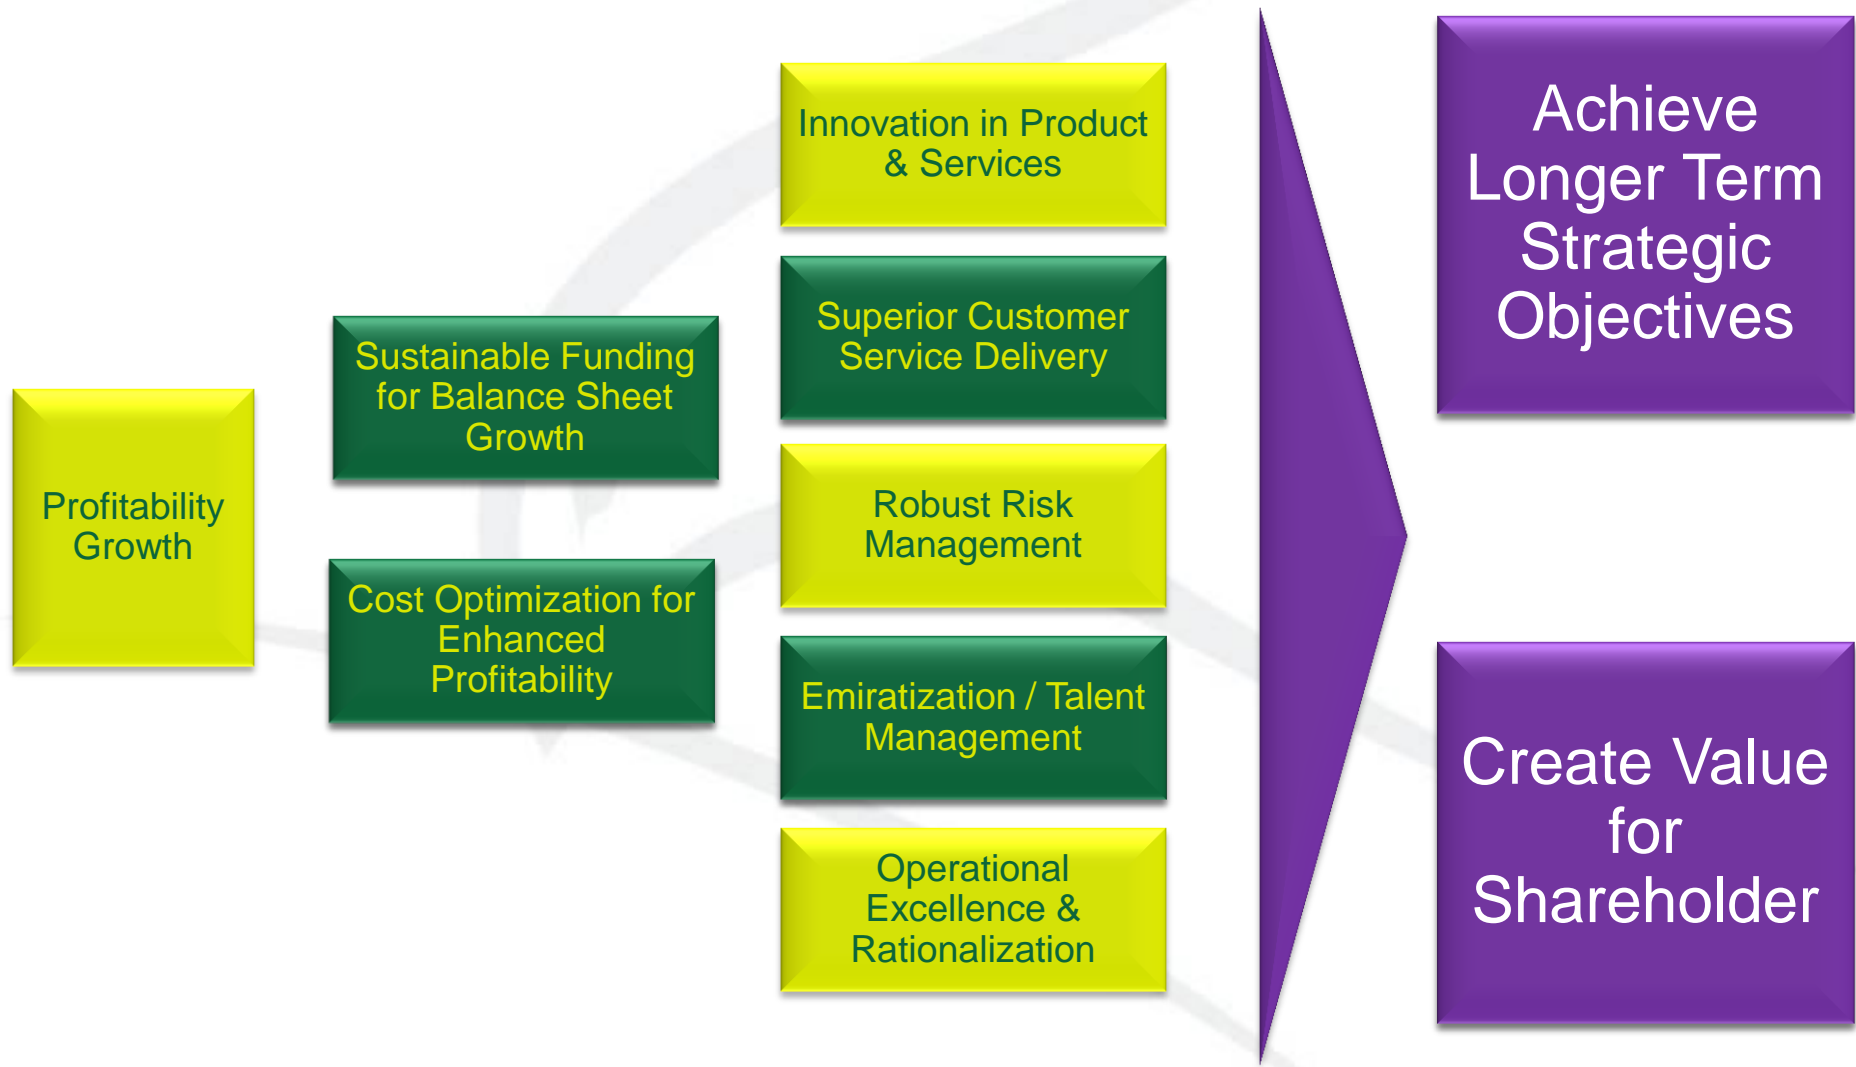 Profitability
Growth
Sustainable Funding
for Balance Sheet
Growth
Cost Optimization for
Enhanced
Profitability
Innovation in Product
& Services
Superior Customer
Service Delivery
Robust Risk
Management
Emiratization / Talent
Management
Operational
Excellence &
Rationalization
Achieve
Longer Term
Strategic
Objectives
Create Value
for
Shareholder